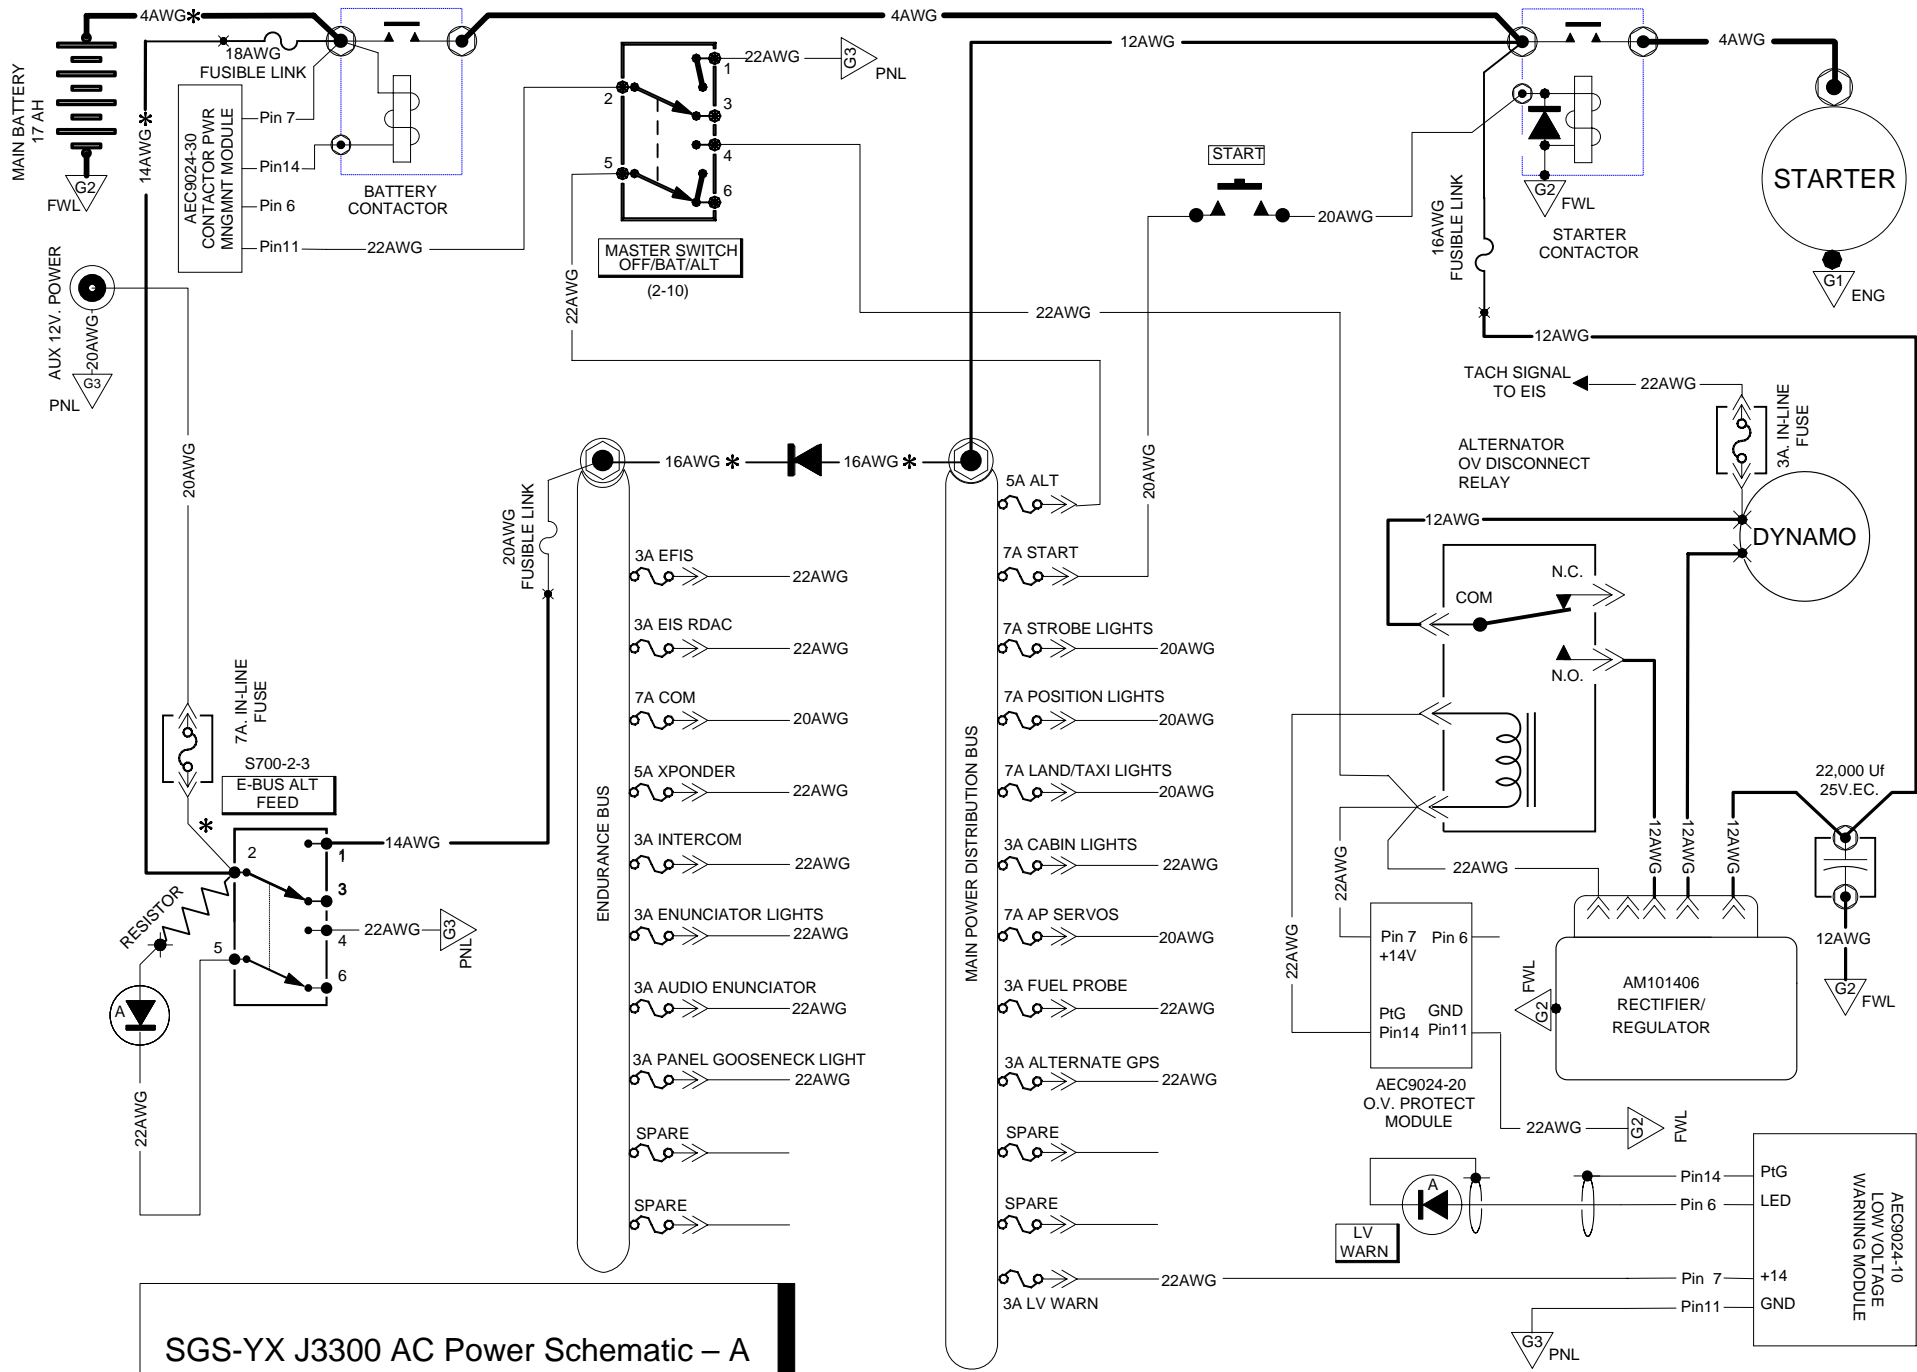 4AWG*
4AWG
4AWG
18AWG
FUSIBLE LINK
12AWG
22AWG
G3
PNL
1
2
3
4
5
6
MAIN BATTERY
17 AH
G2
FWL
14AWG*
AEC9024-30
CONTACTOR PWR
MNGMNT MODULE
Pin 7
Pin14
Pin 6
Pin11
22AWG
BATTERY
CONTACTOR
MASTER SWITCH
OFF/BAT/ALT
(2-10)
22AWG
START
20AWG
16AWG
FUSIBLE LINK
G2
FWL
STARTER
CONTACTOR
STARTER
G1
ENG
AUX 12V. POWER
20AWG
G3
PNL
20AWG
22AWG
12AWG
TACH SIGNAL
TO EIS
22AWG
3A. IN-LINE
FUSE
ALTERNATOR
OV DISCONNECT
RELAY
12AWG
DYNAMO
N.C.
COM
N.O.
16AWG *
16AWG *
20AWG
FUSIBLE LINK
20AWG
7A. IN-LINE
FUSE
S700-2-3
E-BUS ALT
FEED
*
2
1
3
4
5
6
14AWG
22AWG
G3
PNL
RESISTOR
A
22AWG
ENDURANCE BUS
3A EFIS
22AWG
3A EIS RDAC
22AWG
7A COM
20AWG
5A XPONDER
22AWG
3A INTERCOM
22AWG
3A ENUNCIATOR LIGHTS
22AWG
3A AUDIO ENUNCIATOR
22AWG
3A PANEL GOOSENECK LIGHT
22AWG
SPARE
SPARE
MAIN POWER DISTRIBUTION BUS
5A ALT
7A START
7A STROBE LIGHTS
20AWG
7A POSITION LIGHTS
20AWG
7A LAND/TAXI LIGHTS
20AWG
3A CABIN LIGHTS
22AWG
7A AP SERVOS
20AWG
3A FUEL PROBE
22AWG
3A ALTERNATE GPS
22AWG
SPARE
SPARE
22AWG
3A LV WARN
22AWG
22AWG
22AWG
12AWG
12AWG
12AWG
22,000 Uf
25V.EC.
12AWG
G2
FWL
Pin 7
+14V
Pin 6
PtG
Pin14
GND
Pin11
AEC9024-20
O.V. PROTECT
MODULE
G2
FWL
AM101406
RECTIFIER/
REGULATOR
22AWG
G2
FWL
A
LV
WARN
Pin14
PtG
Pin 6
LED
Pin 7
+14
Pin11
GND
AEC9024-10
LOW VOLTAGE
WARNING MODULE
G3
PNL
SGS-YX J3300 AC Power Schematic – A